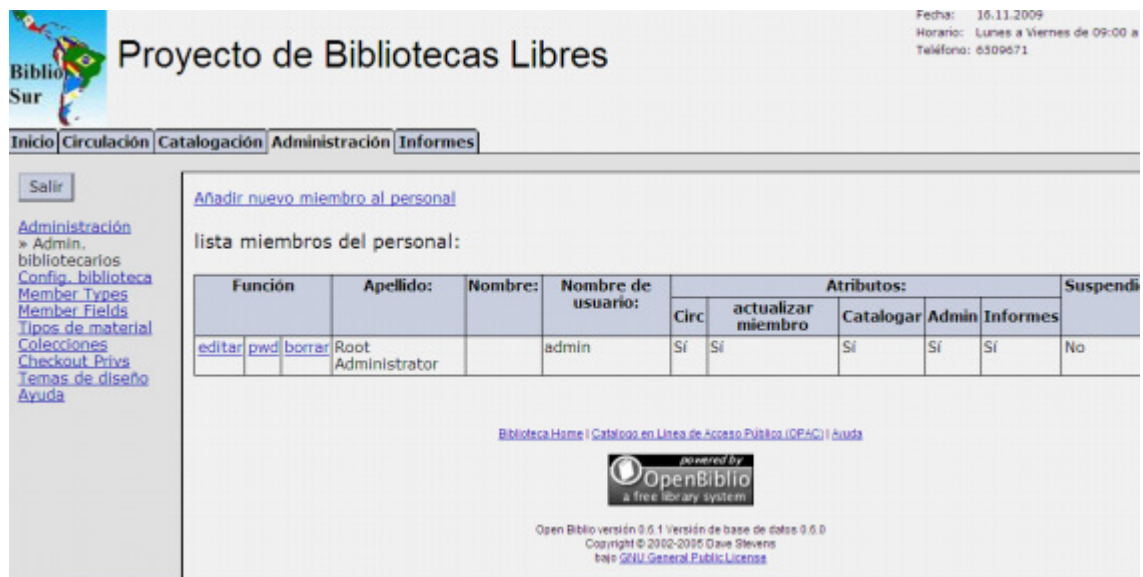 Fecha: 16.11.2009
Horario: Lunes a Viernes de 09:00 a
Teléfono: 6509671
Biblio
Sur
Proyecto de Bibliotecas Libres
Inicio Circulación Catalogación Administración Informes
Salir
Administración
» Admin.
bibliotecarios
Config. biblioteca
Member Types
Member Fields
Tipos de material
Colecciones
Checkout Privs
Temas de diseño
Ayuda
Añadir nuevo miembro al personal
lista miembros del personal:
Función Apellido: Nombre: Nombre de usuario: Atributos: Suspendi
Circ actualizar miembro Catalogar Admin Informes
editar pwd borrar Root Administrator admin Sí Sí Sí Sí Sí No
Biblioteca Home | Catalogo en Linea de Acceso Público (OPAC) | Ayuda
powered by
OpenBiblio
a free library system
Open Biblio versión 0.6.1 Versión de base de datos 0.6.0
Copyright © 2002-2005 Dave Stevens
bajo GNU General Public License